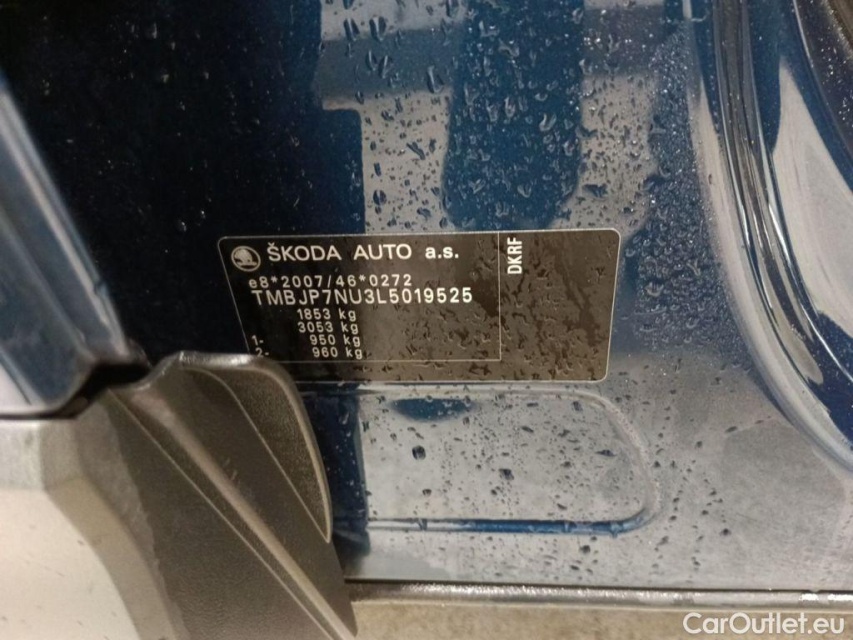 ŠKODA AUTO a.s.
DKRF
e8*2007/46*0272
TMBJP7NU3L5019525
1853 kg
3053 kg
1- 950 kg
2- 960 kg
CarOutlet.eu